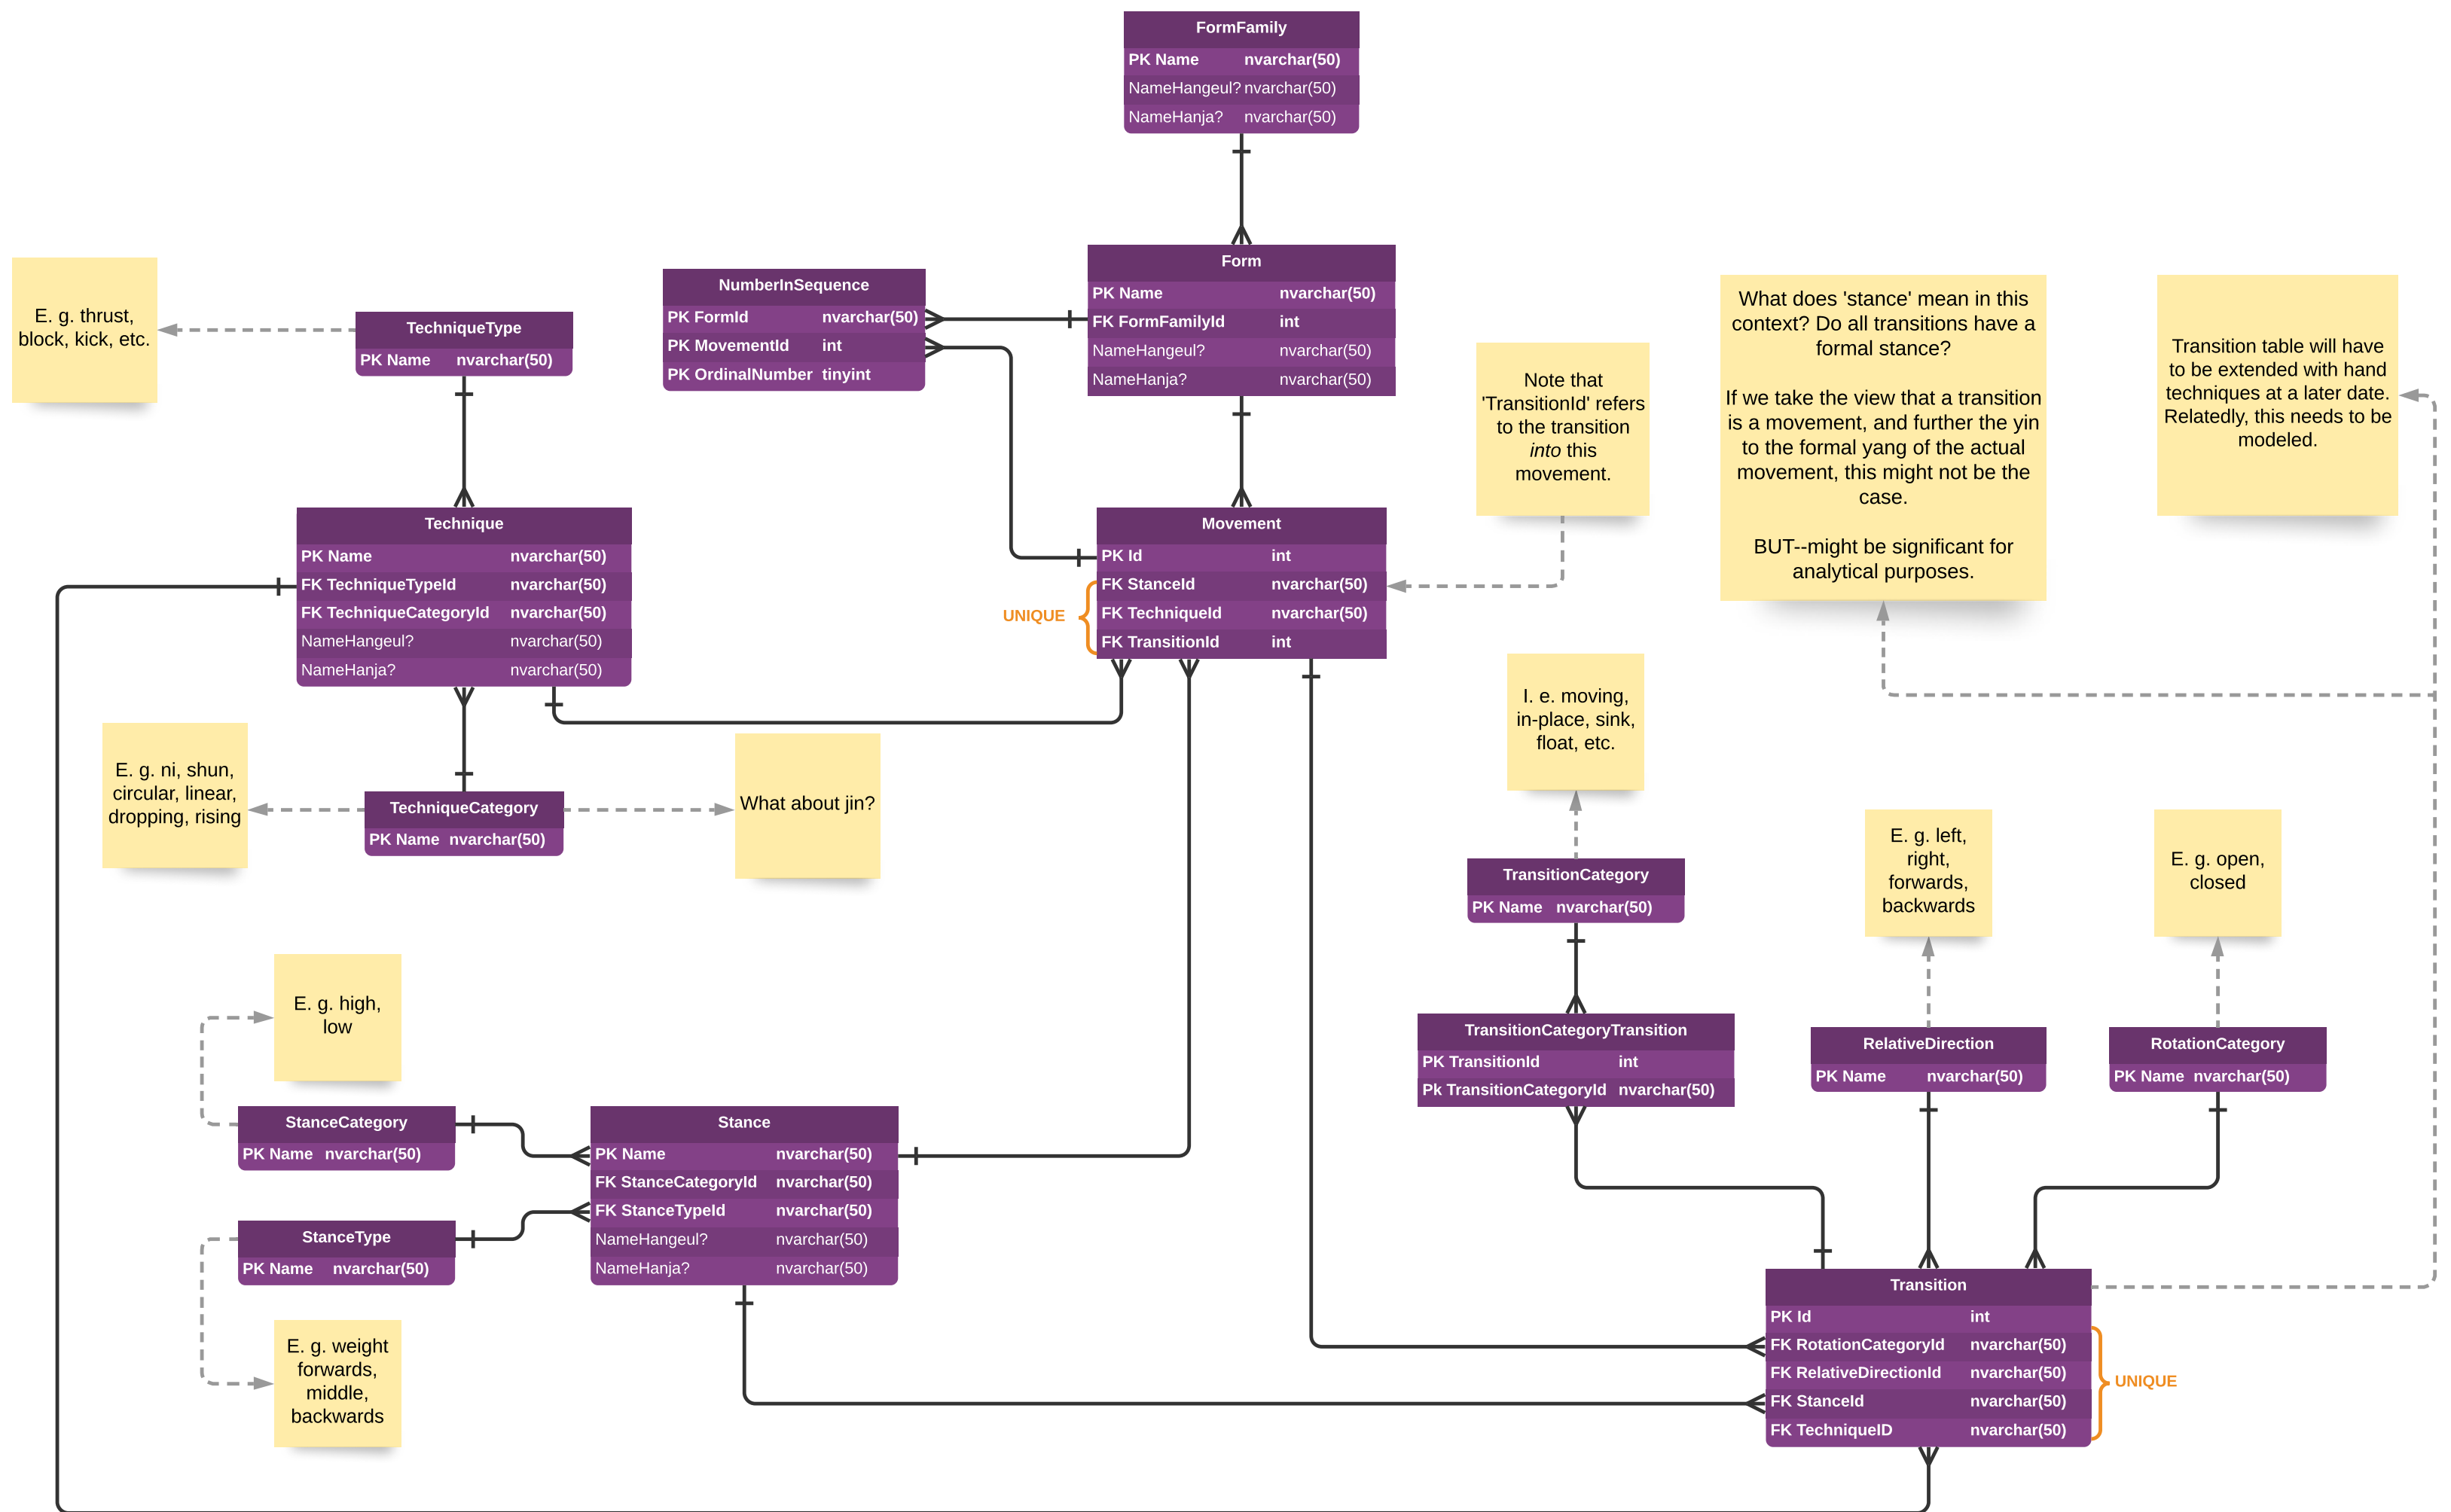 FormFamily
PK Name nvarchar(50)
NameHangeul? nvarchar(50)
NameHanja? nvarchar(50)
Form
PK Name nvarchar(50)
FK FormFamilyId int
NameHangeul? nvarchar(50)
NameHanja? nvarchar(50)
NumberInSequence
PK FormId nvarchar(50)
PK MovementId int
PK OrdinalNumber tinyint
E. g. thrust,
block, kick, etc.
TechniqueType
PK Name nvarchar(50)
What does 'stance' mean in this
context? Do all transitions have a
formal stance?
If we take the view that a transition
is a movement, and further the yin
to the formal yang of the actual
movement, this might not be the
case.
BUT--might be significant for
analytical purposes.
Transition table will have
to be extended with hand
techniques at a later date.
Relatedly, this needs to be
modeled.
Note that
'TransitionId' refers
to the transition
into this
movement.
Technique
PK Name nvarchar(50)
FK TechniqueTypeId nvarchar(50)
FK TechniqueCategoryId nvarchar(50)
NameHangeul? nvarchar(50)
NameHanja? nvarchar(50)
Movement
PK Id int
FK StanceId nvarchar(50)
FK TechniqueId nvarchar(50)
FK TransitionId int
UNIQUE
I. e. moving,
in-place, sink,
float, etc.
E. g. ni, shun,
circular, linear,
dropping, rising
TechniqueCategory
PK Name nvarchar(50)
What about jin?
TransitionCategory
PK Name nvarchar(50)
E. g. left,
right,
forwards,
backwards
E. g. open,
closed
E. g. high,
low
TransitionCategoryTransition
PK TransitionId int
Pk TransitionCategoryId nvarchar(50)
RelativeDirection
PK Name nvarchar(50)
RotationCategory
PK Name nvarchar(50)
StanceCategory
PK Name nvarchar(50)
Stance
PK Name nvarchar(50)
FK StanceCategoryId nvarchar(50)
FK StanceTypeId nvarchar(50)
NameHangeul? nvarchar(50)
NameHanja? nvarchar(50)
StanceType
PK Name nvarchar(50)
E. g. weight
forwards,
middle,
backwards
Transition
PK Id int
FK RotationCategoryId nvarchar(50)
FK RelativeDirectionId nvarchar(50)
FK StanceId nvarchar(50)
FK TechniqueID nvarchar(50)
UNIQUE